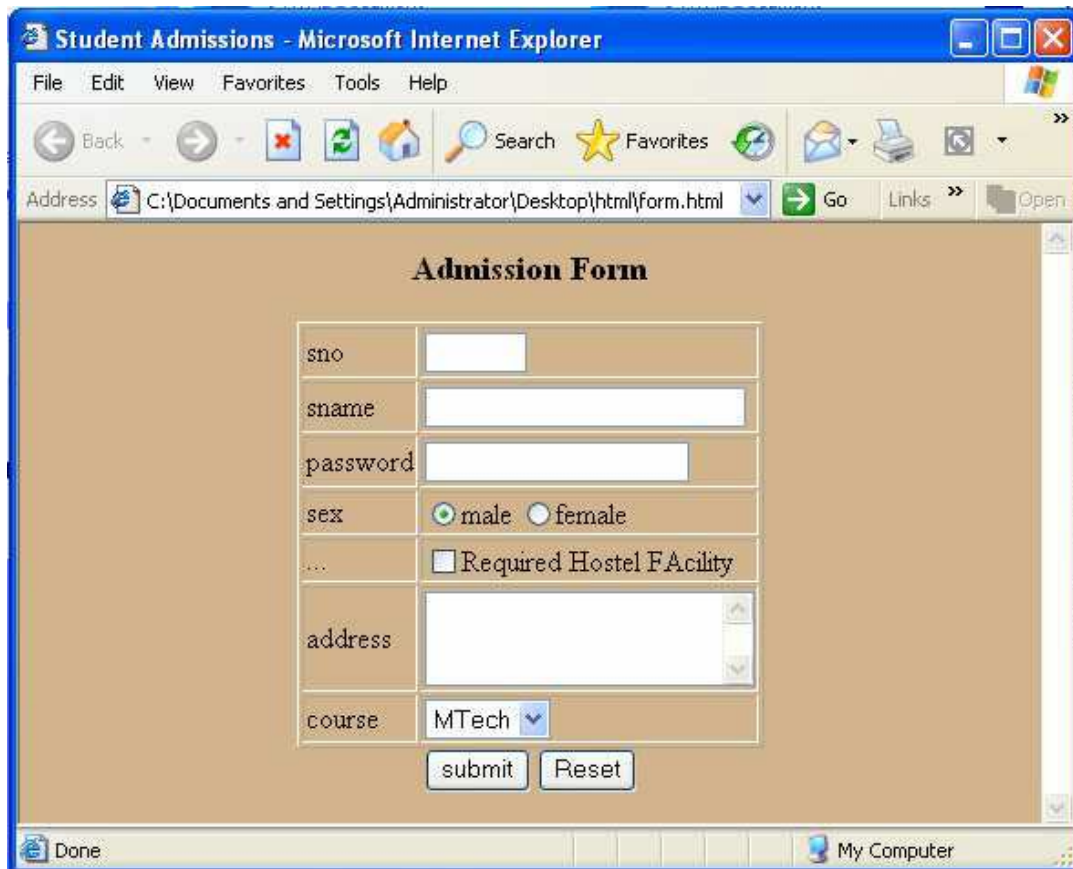 Student Admissions - Microsoft Internet Explorer
File Edit View Favorites Tools Help
Back Search Favorites »
Address C:\Documents and Settings\Administrator\Desktop\html\form.html Go Links » Open
Admission Form
sno
sname
password
sex male female
... Required Hostel FAcility
address
course MTech
submit Reset
Done My Computer